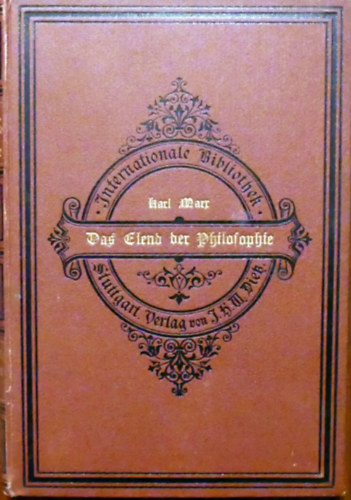 Internationale Bibliothek
Karl Marx
Das Elend der Philosophie
Stuttgart, Verlag von J. H. W. Dietz.